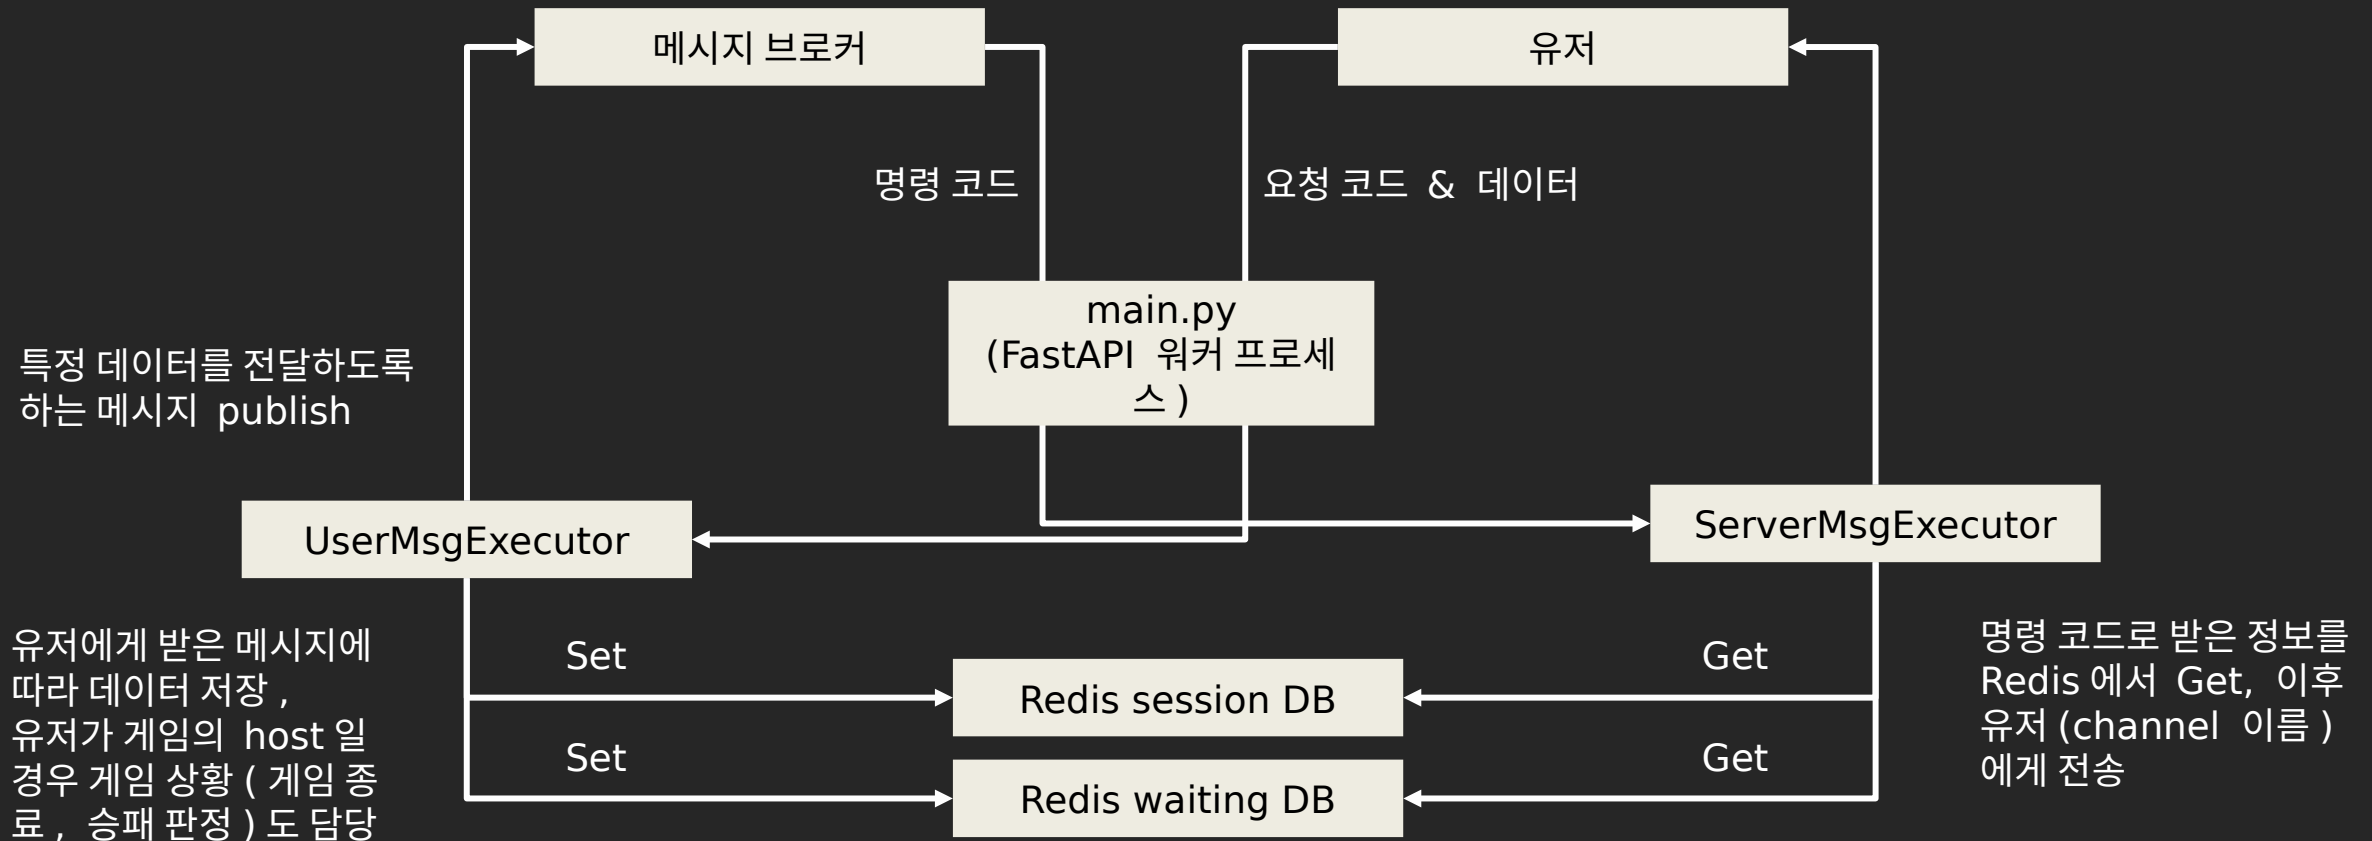 메시지 브로커
유저
명령 코드
요청 코드 & 데이터
main.py
(FastAPI 워커 프로세
스 )
특정 데이터를 전달하도록
하는 메시지 publish
UserMsgExecutor
ServerMsgExecutor
유저에게 받은 메시지에
따라 데이터 저장 ,
유저가 게임의 host 일
경우 게임 상황 ( 게임 종
료 , 승패 판정 ) 도 담당
Set
Redis session DB
Get
Set
Redis waiting DB
Get
명령 코드로 받은 정보를
Redis 에서 Get, 이후
유저 (channel 이름 )
에게 전송